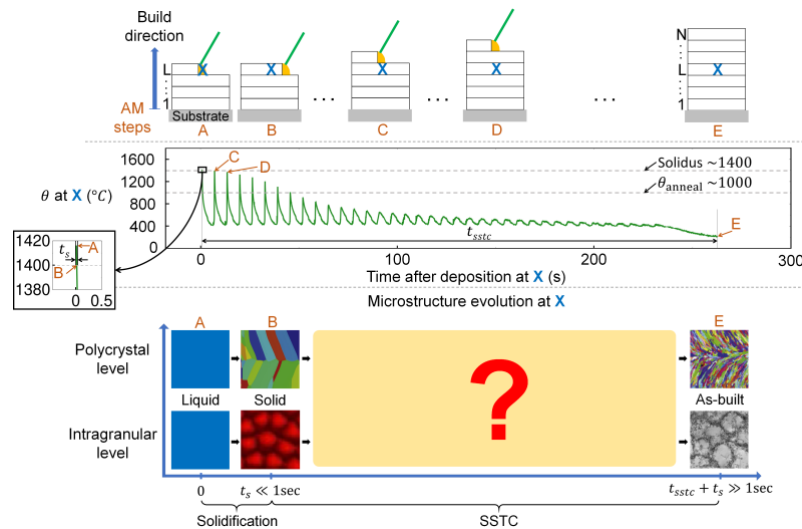 Build
direction
N
L
L
1
1
AM
steps
Substrate
A
B
...
C
...
D
...
E
1600
1200
800
400
0
θ at X (°C)
C
D
Solidus ~1400
θanneal ~1000
tsstc
E
0
100
200
300
Time after deposition at X (s)
1420
1400
1380
ts
A
B
0
0.5
Microstructure evolution at X
A
B
E
Polycrystal
level
Liquid
Solid
?
As-built
Intragranular
level
0
ts ≪ 1sec
tsstc + ts ≫ 1sec
Solidification
SSTC